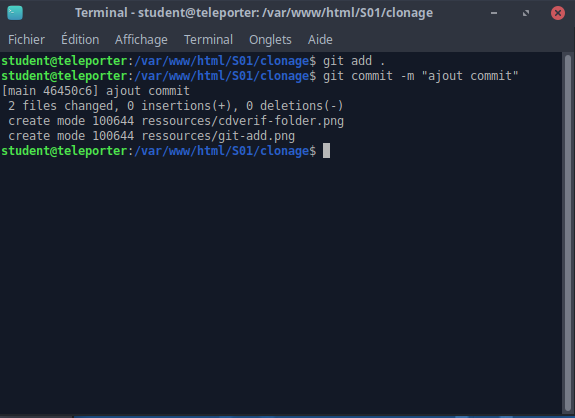 Terminal - student@teleporter: /var/www/html/S01/clonage
Fichier Édition Affichage Terminal Onglets Aide
student@teleporter:/var/www/html/S01/clonage$ git add .
student@teleporter:/var/www/html/S01/clonage$ git commit -m "ajout commit"
[main 46450c6] ajout commit
 2 files changed, 0 insertions(+), 0 deletions(-)
 create mode 100644 ressources/cdverif-folder.png
 create mode 100644 ressources/git-add.png
student@teleporter:/var/www/html/S01/clonage$